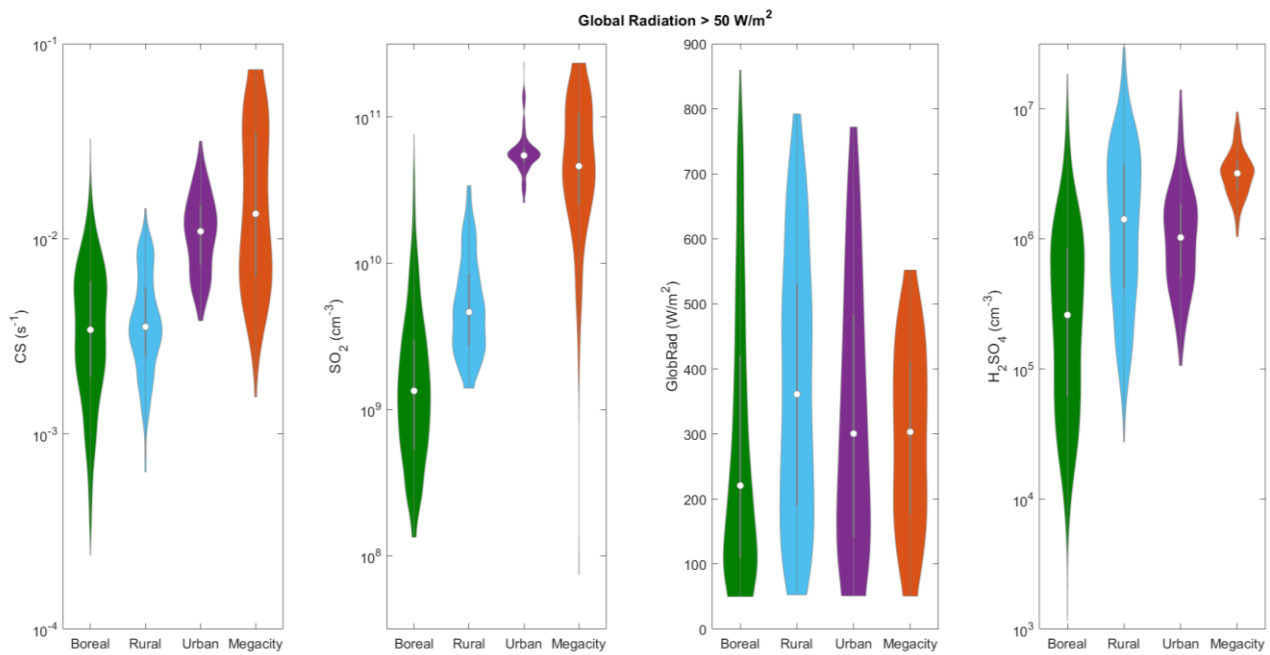 Global Radiation > 50 W/m²
CS (s⁻¹)
10⁻¹
10⁻²
10⁻³
10⁻⁴
Boreal Rural Urban Megacity
SO₂ (cm⁻³)
10¹¹
10¹⁰
10⁹
10⁸
Boreal Rural Urban Megacity
GlobRad (W/m²)
900
800
700
600
500
400
300
200
100
0
Boreal Rural Urban Megacity
H₂SO₄ (cm⁻³)
10⁷
10⁶
10⁵
10⁴
10³
Boreal Rural Urban Megacity